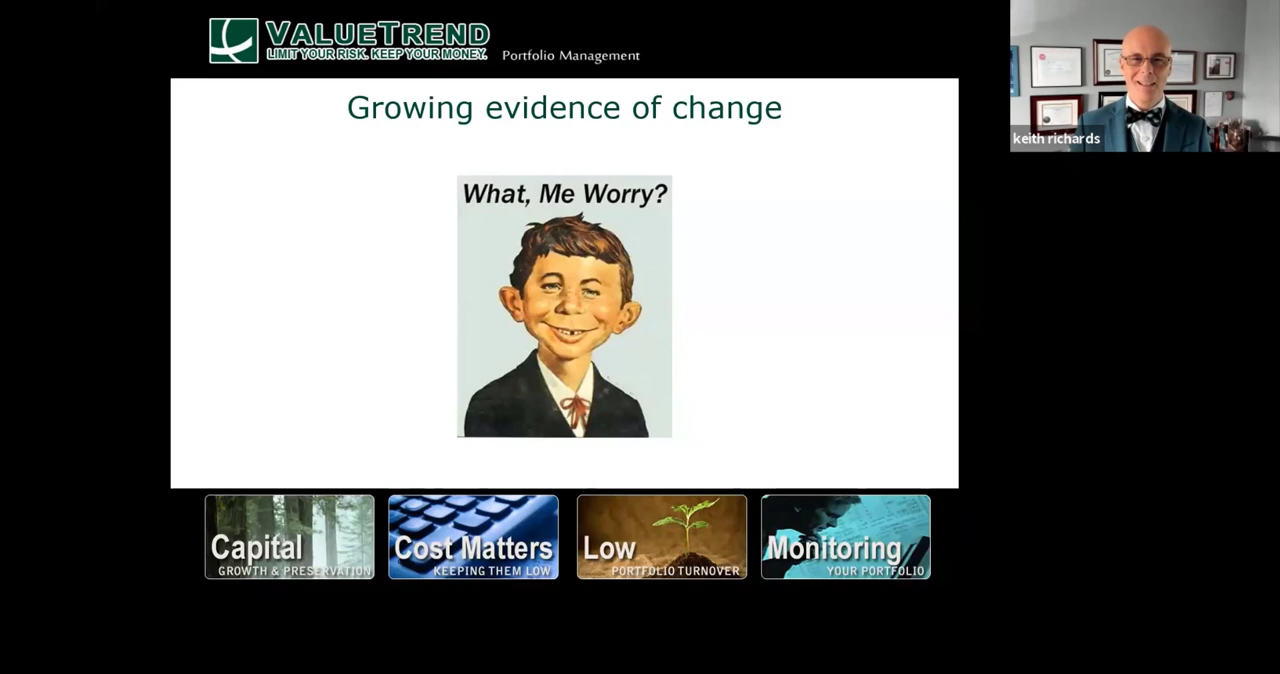 VALUETREND
LIMIT YOUR RISK. KEEP YOUR MONEY.
Portfolio Management
keith richards
Growing evidence of change
What, Me Worry?
Capital
GROWTH & PRESERVATION
Cost Matters
KEEPING THEM LOW
Low
PORTFOLIO TURNOVER
Monitoring
YOUR PORTFOLIO